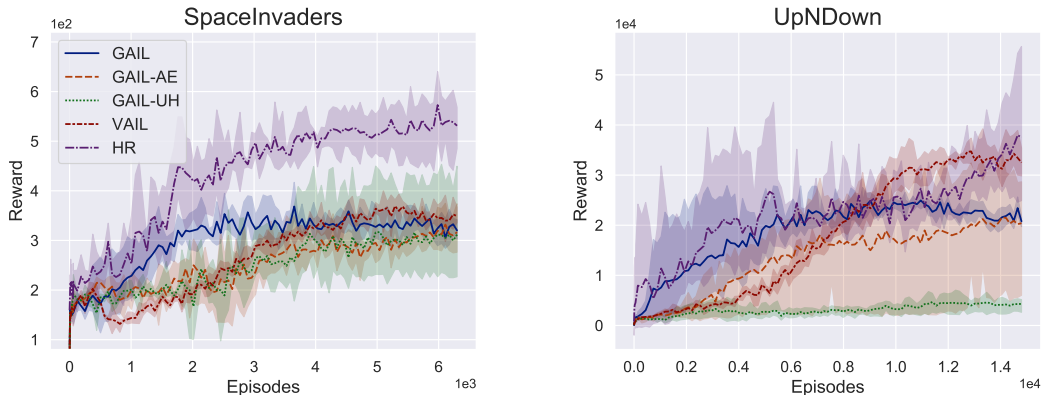 SpaceInvaders
1e2
7
6
5
4
3
2
1
Reward
GAIL
GAIL-AE
GAIL-UH
VAIL
HR
0 1 2 3 4 5 6
1e3
Episodes
UpNDown
1e4
5
4
3
2
1
0
Reward
0.0 0.2 0.4 0.6 0.8 1.0 1.2 1.4
1e4
Episodes